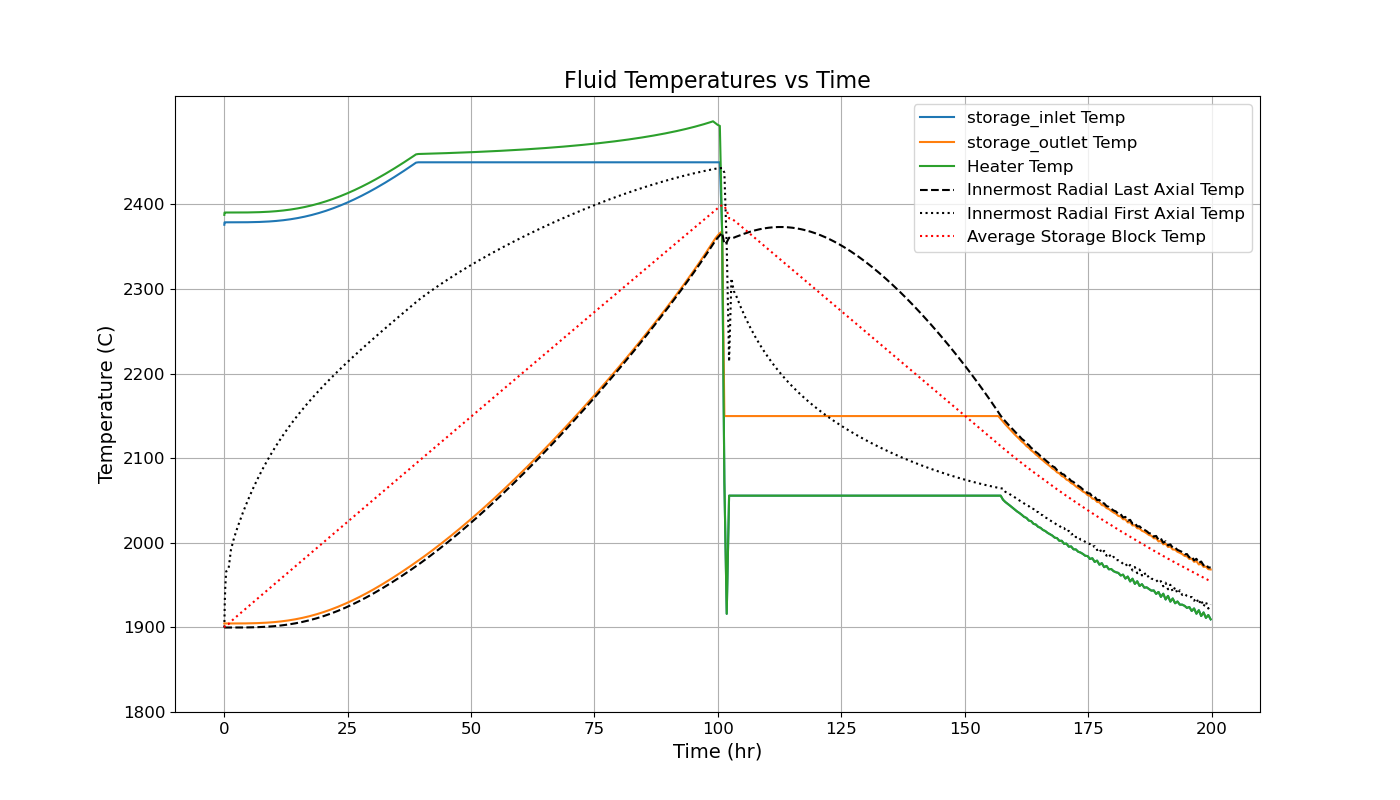 Fluid Temperatures vs Time
storage_inlet Temp
storage_outlet Temp
Heater Temp
Innermost Radial Last Axial Temp
Innermost Radial First Axial Temp
Average Storage Block Temp
Temperature (C)
2400
2300
2200
2100
2000
1900
1800
0 25 50 75 100 125 150 175 200
Time (hr)